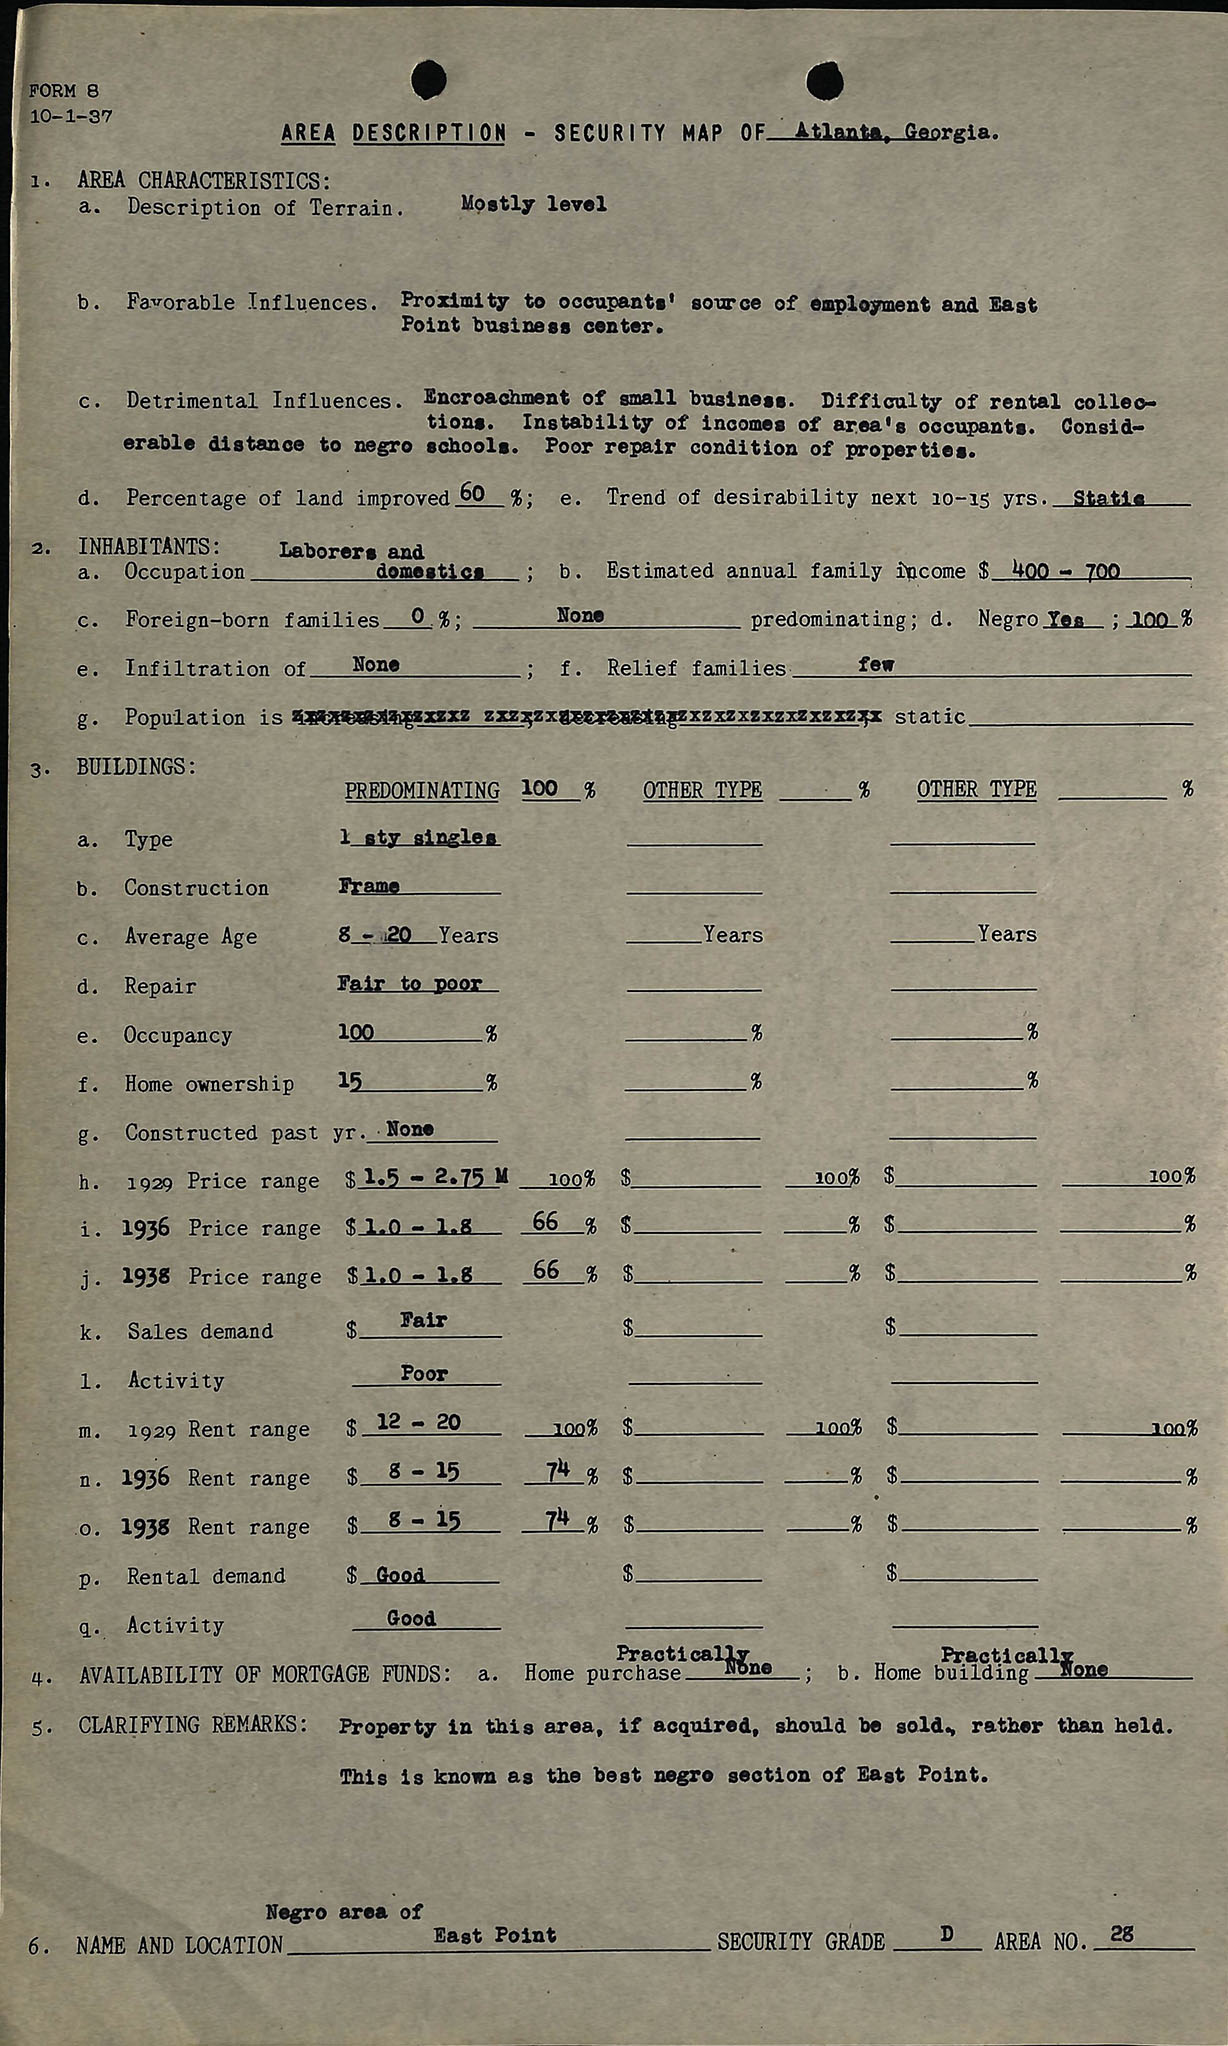 FORM 8
10-1-37
AREA DESCRIPTION - SECURITY MAP OF Atlanta, Georgia.
1. AREA CHARACTERISTICS:
a. Description of Terrain. Mostly level
b. Favorable Influences. Proximity to occupants' source of employment and East
Point business center.
c. Detrimental Influences. Encroachment of small business. Difficulty of rental collec-
tions. Instability of incomes of area's occupants. Consid-
erable distance to negro schools. Poor repair condition of properties.
d. Percentage of land improved 60 %; e. Trend of desirability next 10-15 yrs. Static
2. INHABITANTS: Laborers and
a. Occupation domestics ; b. Estimated annual family income $ 400 - 700
c. Foreign-born families 0 %; None predominating; d. Negro Yes ; 100 %
e. Infiltration of None ; f. Relief families few
g. Population is increasing decreasing static
3. BUILDINGS:
PREDOMINATING 100 % OTHER TYPE % OTHER TYPE %
a. Type 1 sty singles
b. Construction Frame
c. Average Age 8 - 20 Years Years Years
d. Repair Fair to poor
e. Occupancy 100 % % %
f. Home ownership 15 % % %
g. Constructed past yr. None
h. 1929 Price range $ 1.5 - 2.75 M 100% $ 100% $ 100%
i. 1936 Price range $ 1.0 - 1.8 66 % $ % $ %
j. 1938 Price range $ 1.0 - 1.8 66 % $ % $ %
k. Sales demand $ Fair $ $
l. Activity Poor
m. 1929 Rent range $ 12 - 20 100% $ 100% $ 100%
n. 1936 Rent range $ 8 - 15 74 % $ % $ %
o. 1938 Rent range $ 8 - 15 74 % $ % $ %
p. Rental demand $ Good $ $
q. Activity Good
Practically Practically
4. AVAILABILITY OF MORTGAGE FUNDS: a. Home purchase None ; b. Home building None
5. CLARIFYING REMARKS: Property in this area, if acquired, should be sold, rather than held.
This is known as the best negro section of East Point.
Negro area of
6. NAME AND LOCATION East Point SECURITY GRADE D AREA NO. 28